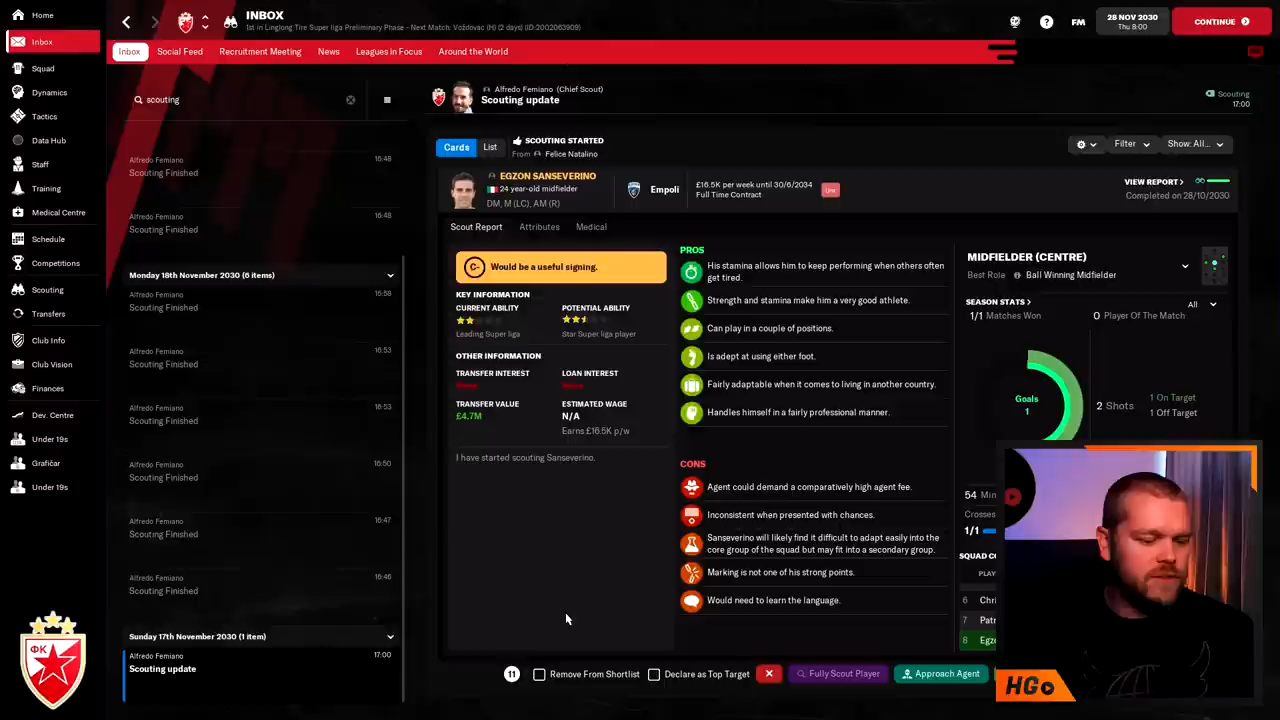 INBOX
1st in Linglong Tire Super liga Preliminary Phase - Next Match: Voždovac (H) (2 days) (ID-2002063909)
FM
28 NOV 2030
Thu 8:00
CONTINUE
Home
Inbox
Squad
Dynamics
Tactics
Data Hub
Staff
Training
Medical Centre
Schedule
Competitions
Scouting
Transfers
Club Info
Club Vision
Finances
Dev. Centre
Under 19s
Grafičar
Under 19s
ФК
Inbox
Social Feed
Recruitment Meeting
News
Leagues in Focus
Around the World
scouting
Alfredo Femiano
16:48
Scouting Finished
Alfredo Femiano
16:48
Scouting Finished
Monday 18th November 2030 (6 items)
Alfredo Femiano
16:58
Scouting Finished
Alfredo Femiano
16:53
Scouting Finished
Alfredo Femiano
16:53
Scouting Finished
Alfredo Femiano
16:50
Scouting Finished
Alfredo Femiano
16:47
Scouting Finished
Alfredo Femiano
16:46
Scouting Finished
Sunday 17th November 2030 (1 item)
Alfredo Femiano
17:00
Scouting update
Alfredo Femiano (Chief Scout)
Scouting update
Scouting
17:00
Cards
List
SCOUTING STARTED
From Felice Natalino
Filter
Show: All...
EGZON SANSEVERINO
24 year-old midfielder
DM, M (LC), AM (R)
Empoli
£16.5K per week until 30/6/2034
Full Time Contract
VIEW REPORT >
Completed on 28/10/2030
Scout Report
Attributes
Medical
C-
Would be a useful signing.
KEY INFORMATION
CURRENT ABILITY
POTENTIAL ABILITY
Leading Super liga
Star Super liga player
OTHER INFORMATION
TRANSFER INTEREST
LOAN INTEREST
TRANSFER VALUE
ESTIMATED WAGE
£4.7M
N/A
Earns £16.5K p/w
I have started scouting Sanseverino.
PROS
His stamina allows him to keep performing when others often
get tired.
Strength and stamina make him a very good athlete.
Can play in a couple of positions.
Is adept at using either foot.
Fairly adaptable when it comes to living in another country.
Handles himself in a fairly professional manner.
CONS
Agent could demand a comparatively high agent fee.
Inconsistent when presented with chances.
Sanseverino will likely find it difficult to adapt easily into the
core group of the squad but may fit into a secondary group.
Marking is not one of his strong points.
Would need to learn the language.
MIDFIELDER (CENTRE)
Best Role Ball Winning Midfielder
SEASON STATS >
All
1/1 Matches Won
0 Player Of The Match
Goals
1
2 Shots
1 On Target
1 Off Target
54 Min
Crosses
1/1
SQUAD CO
PLAY
6 Chri
7 Patr
8 Egz
11
Remove From Shortlist
Declare as Top Target
Fully Scout Player
Approach Agent
HG